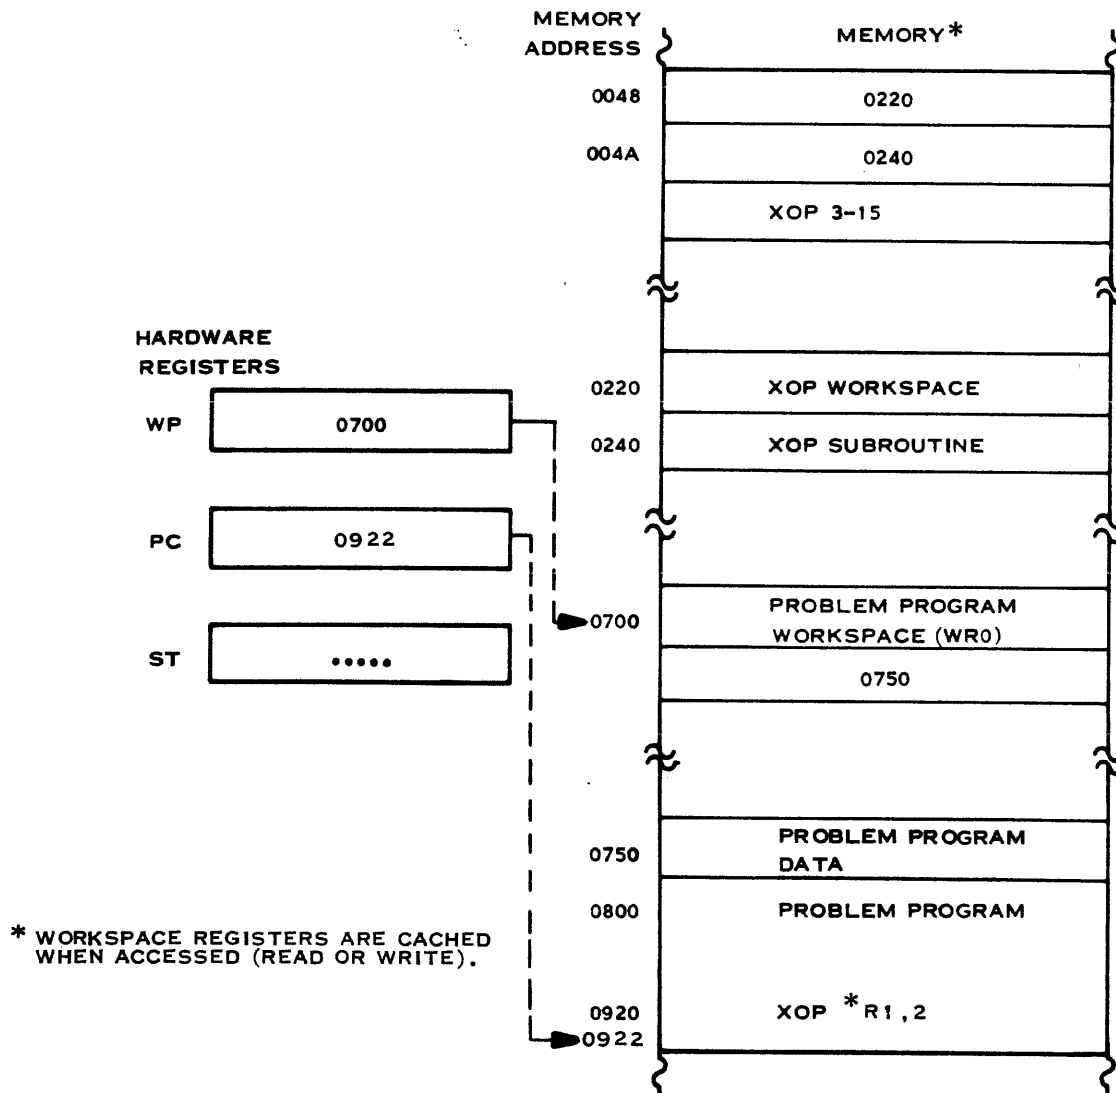 MEMORY
ADDRESS
MEMORY*
0048
0220
004A
0240
XOP 3-15
HARDWARE
REGISTERS
WP
0700
PC
0922
ST
•••••
0220
XOP WORKSPACE
0240
XOP SUBROUTINE
0700
PROBLEM PROGRAM
WORKSPACE (WR0)
0750
0750
PROBLEM PROGRAM
DATA
0800
PROBLEM PROGRAM
* WORKSPACE REGISTERS ARE CACHED
WHEN ACCESSED (READ OR WRITE).
0920
XOP *R1,2
0922